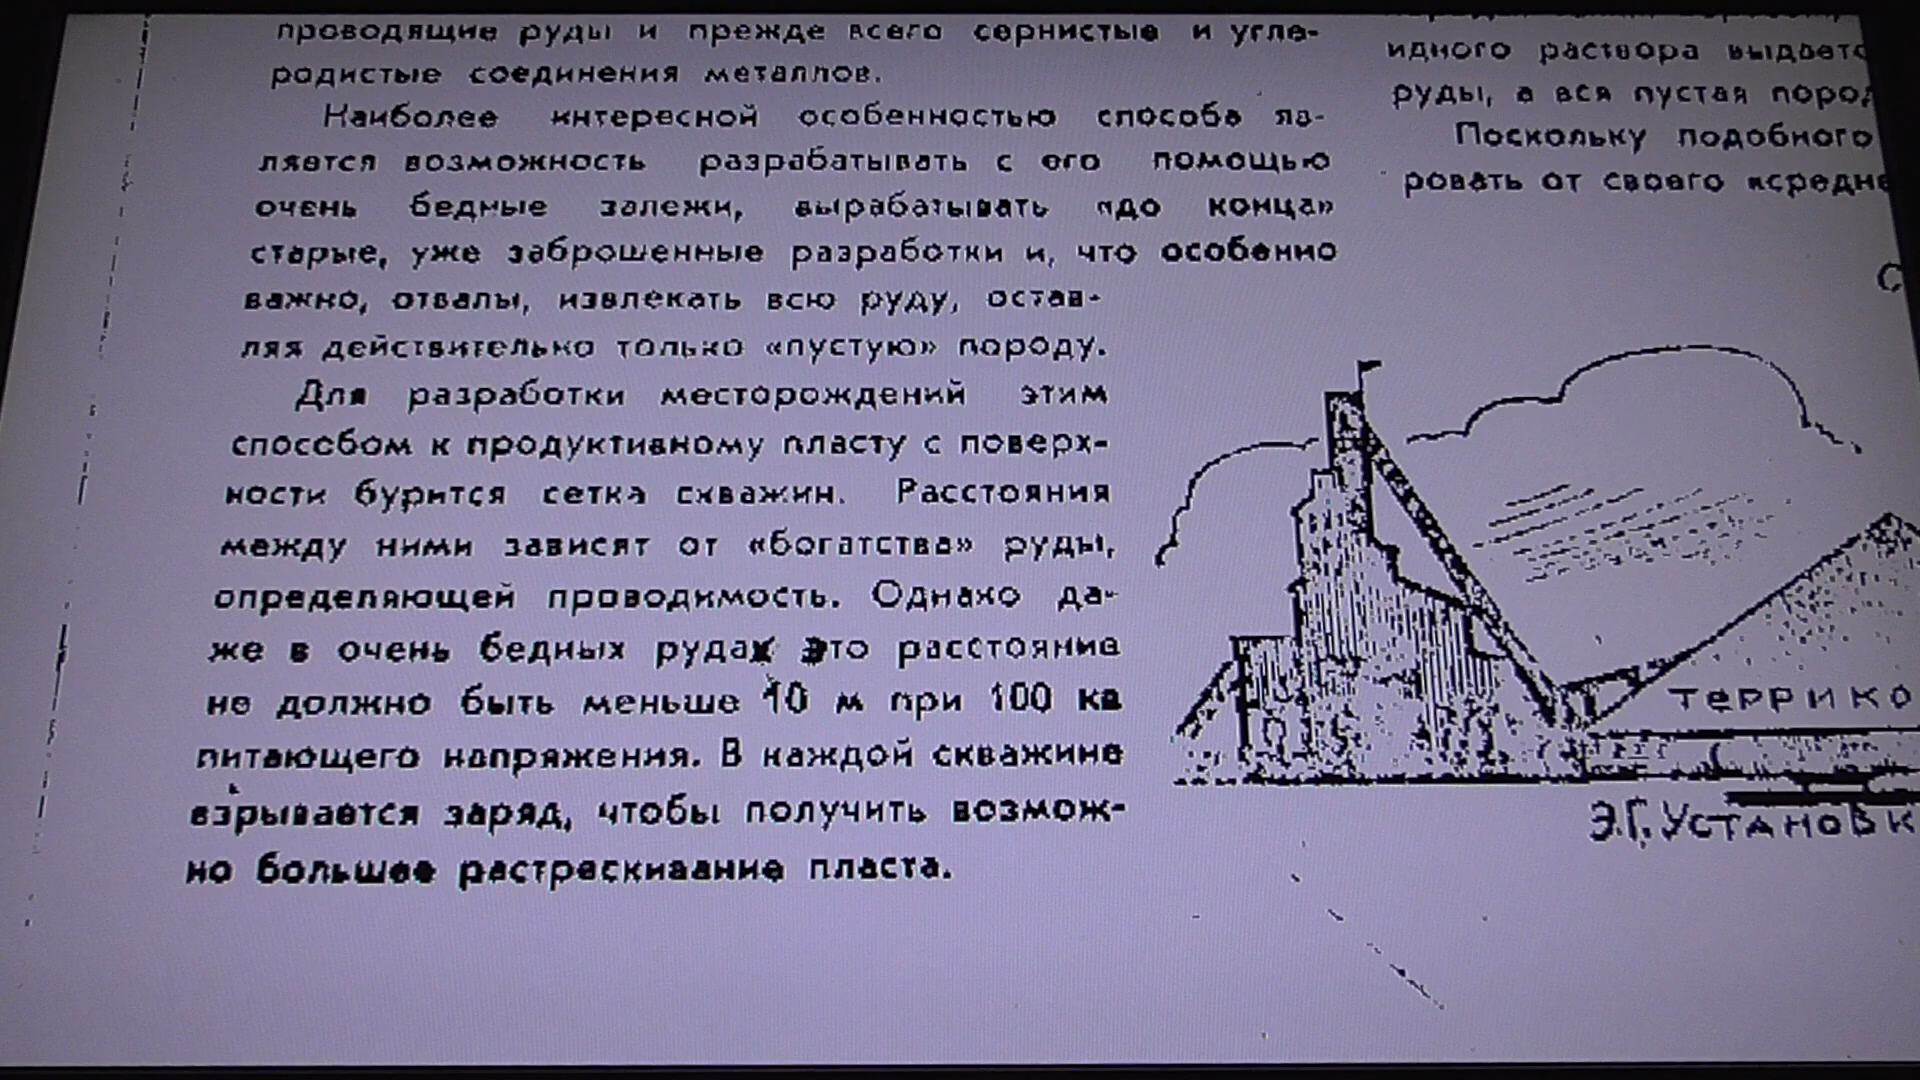 проводящие руды и прежде всего сернистые и угле-
родистые соединения металлов.
Наиболее интересной особенностью способа яв-
ляется возможность разрабатывать с его помощью
очень бедные залежи, вырабатывать «до конца»
старые, уже заброшенные разработки и, что особенно
важно, отвалы, извлекать всю руду, остав-
ляя действительно только «пустую» породу.
Для разработки месторождений этим
способом к продуктивному пласту с поверх-
ности бурится сетка скважин. Расстояния
между ними зависят от «богатства» руды,
определяющей проводимость. Однако да-
же в очень бедных рудах это расстояние
не должно быть меньше 10 м при 100 кв
питающего напряжения. В каждой скважине
взрывается заряд, чтобы получить возмож-
но большее растрескивание пласта.
идного раствора выдаетс
руды, а вся пустая пород
Поскольку подобного
ровать от своего «средне
С
террико
Э.Г. Установк